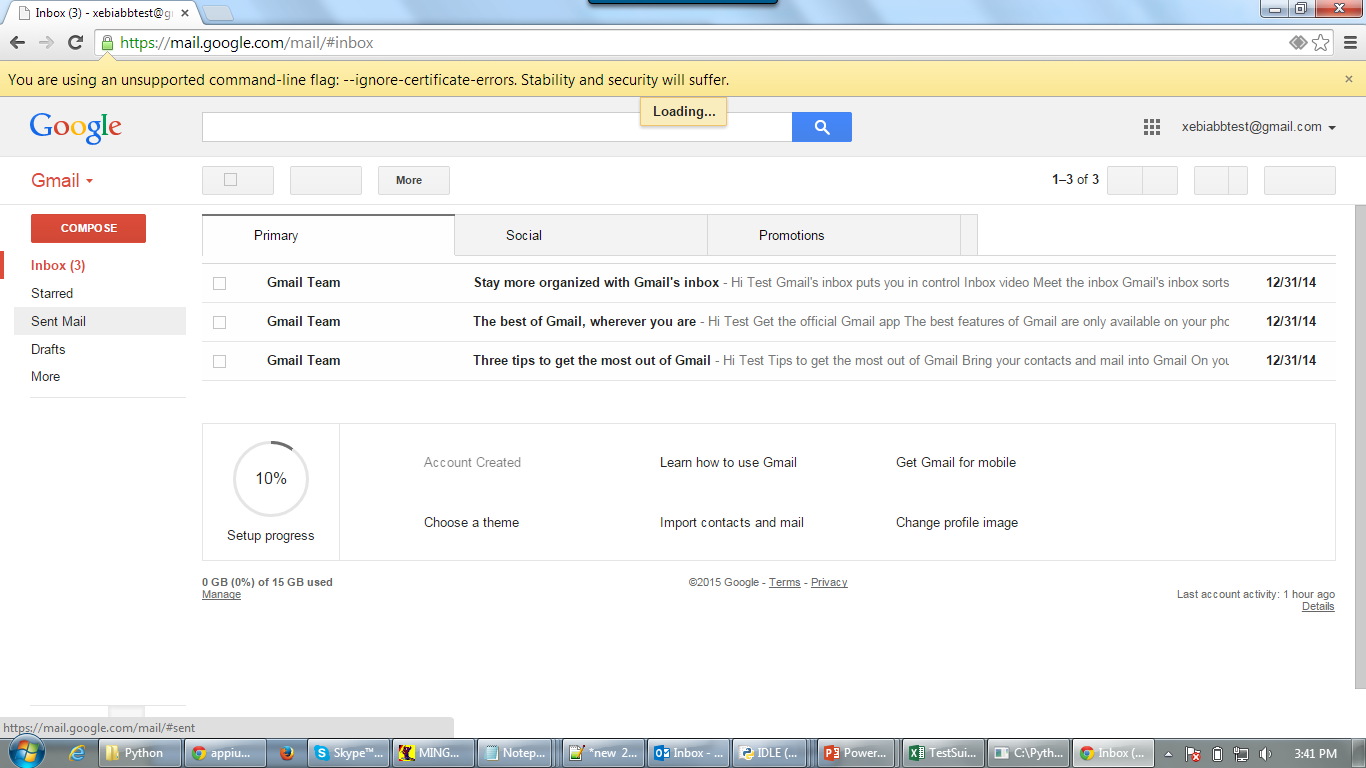 Inbox (3) - xebiabbtest@g
https://mail.google.com/mail/#inbox
You are using an unsupported command-line flag: --ignore-certificate-errors. Stability and security will suffer.
Loading...
Google
xebiabbtest@gmail.com
Gmail
More
1–3 of 3
COMPOSE
Inbox (3)
Starred
Sent Mail
Drafts
More
Primary Social Promotions
Gmail Team Stay more organized with Gmail's inbox - Hi Test Gmail's inbox puts you in control Inbox video Meet the inbox Gmail's inbox sorts 12/31/14
Gmail Team The best of Gmail, wherever you are - Hi Test Get the official Gmail app The best features of Gmail are only available on your pho 12/31/14
Gmail Team Three tips to get the most out of Gmail - Hi Test Tips to get the most out of Gmail Bring your contacts and mail into Gmail On you 12/31/14
10%
Setup progress
Account Created Learn how to use Gmail Get Gmail for mobile
Choose a theme Import contacts and mail Change profile image
0 GB (0%) of 15 GB used
Manage
©2015 Google - Terms - Privacy
Last account activity: 1 hour ago
Details
https://mail.google.com/mail/#sent
Python appiu... Skype™... MING... Notep... *new 2... Inbox - ... IDLE (... Power... TestSui... C:\Pyth... Inbox (... 3:41 PM